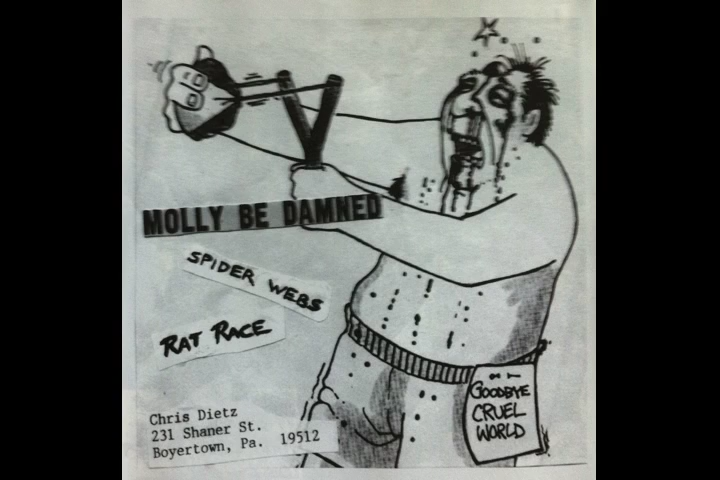 MOLLY BE DAMNED
SPIDER WEBS
RAT RACE
Chris Dietz
231 Shaner St.
Boyertown, Pa. 19512
GOODBYE
CRUEL
WORLD